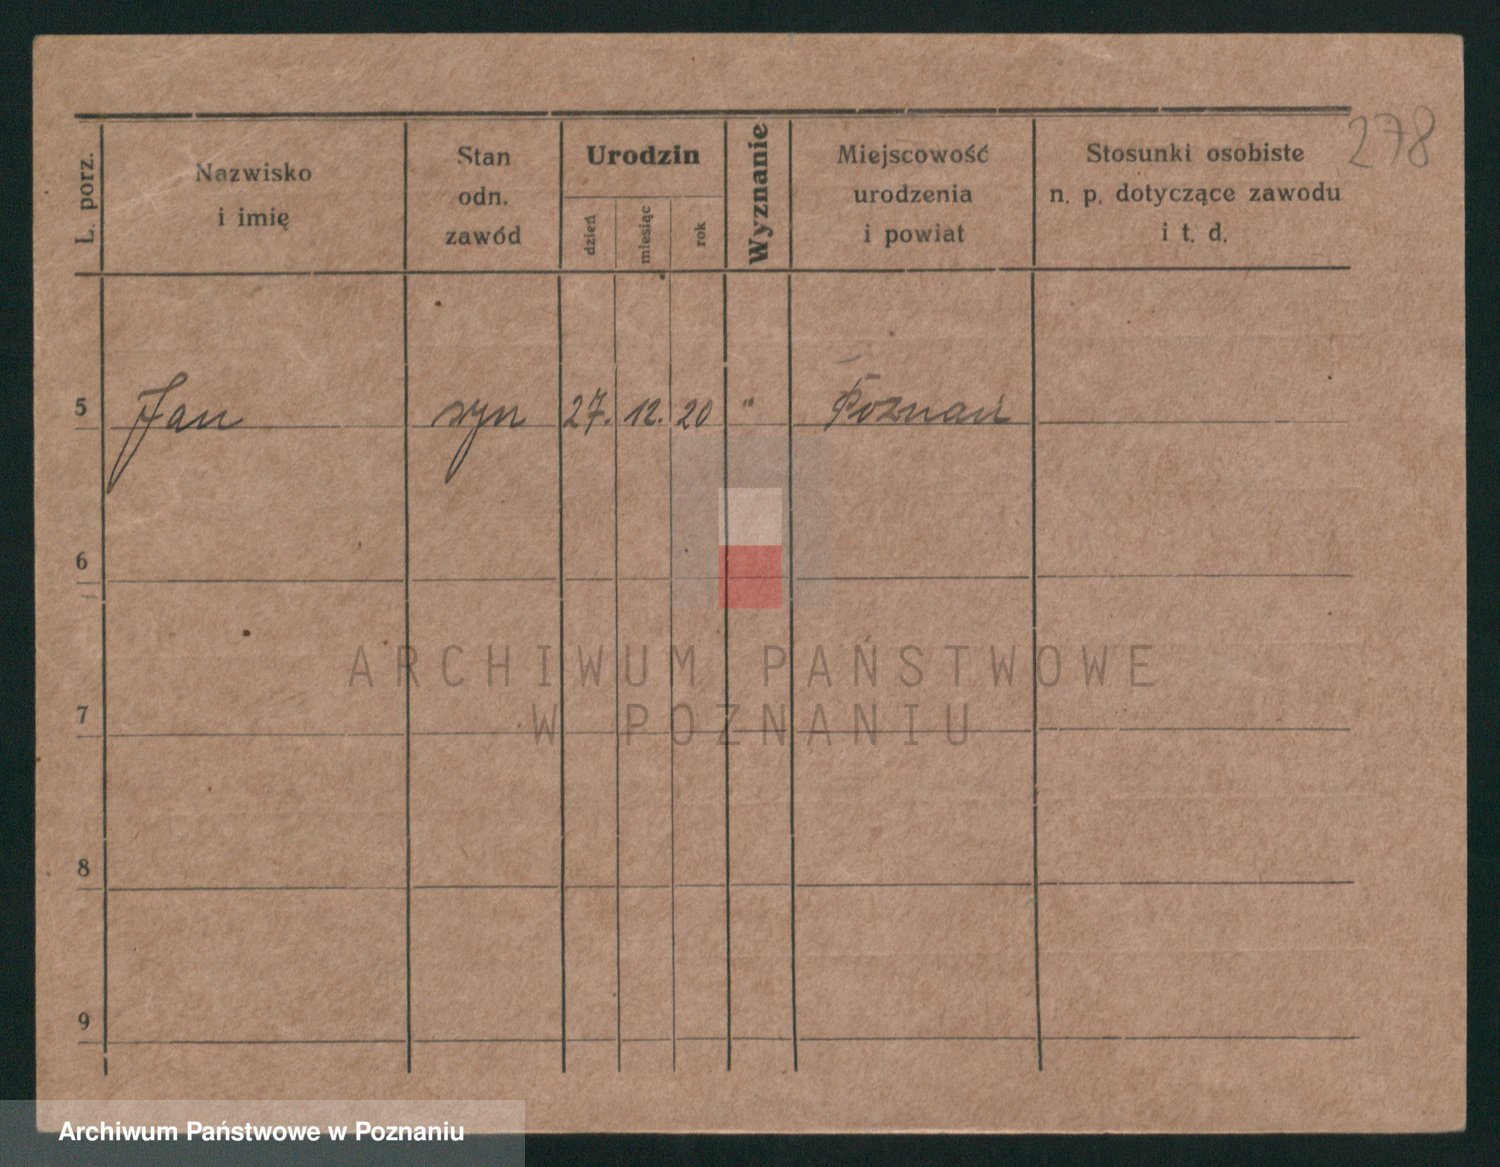 278
L. porz.
Nazwisko
i imię
Stan
odn.
zawód
Urodzin
dzień
miesiąc
rok
Wyznanie
Miejscowość
urodzenia
i powiat
Stosunki osobiste
n. p. dotyczące zawodu
i t. d.
5 Jan syn 27. 12. 20 " Poznań
6
7
8
9
ARCHIWUM PAŃSTWOWE
W POZNANIU
Archiwum Państwowe w Poznaniu